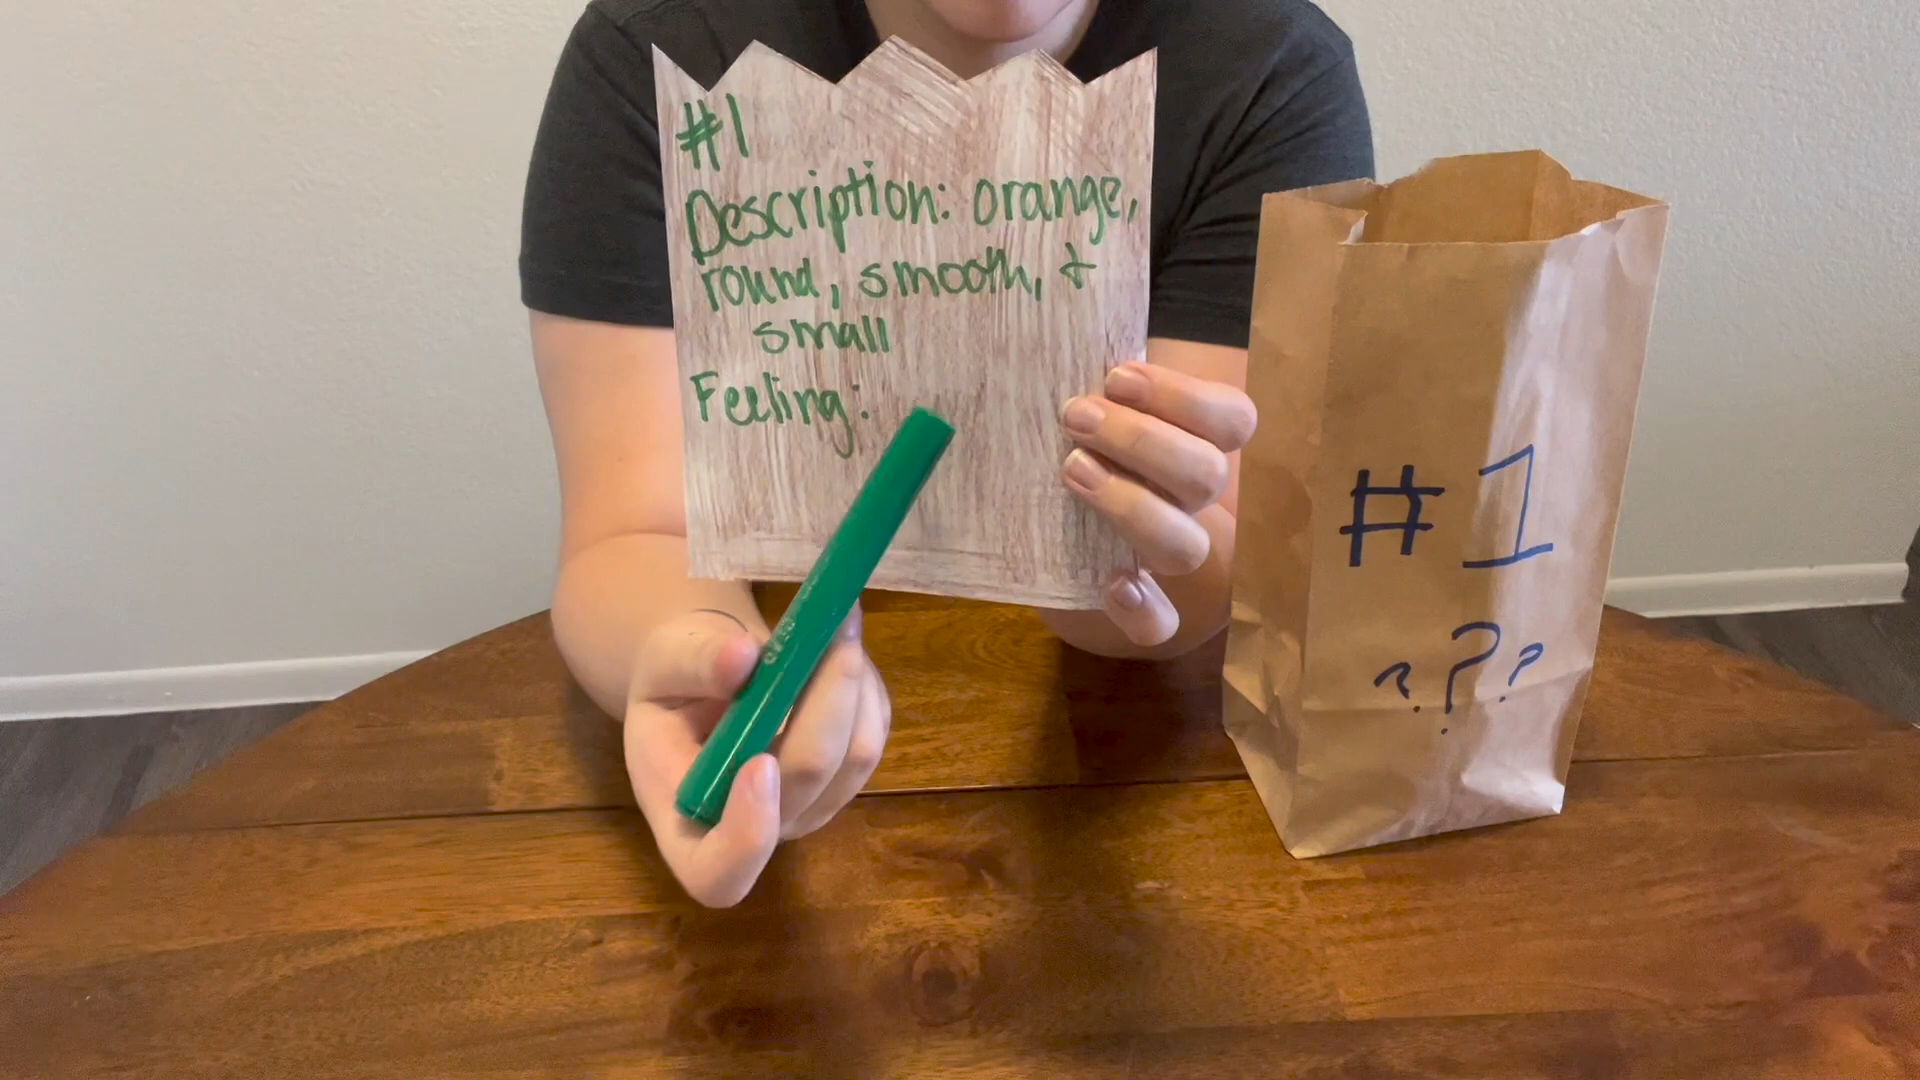 #1
Description: orange,
round, smooth, &
small
Feeling:
#1
???